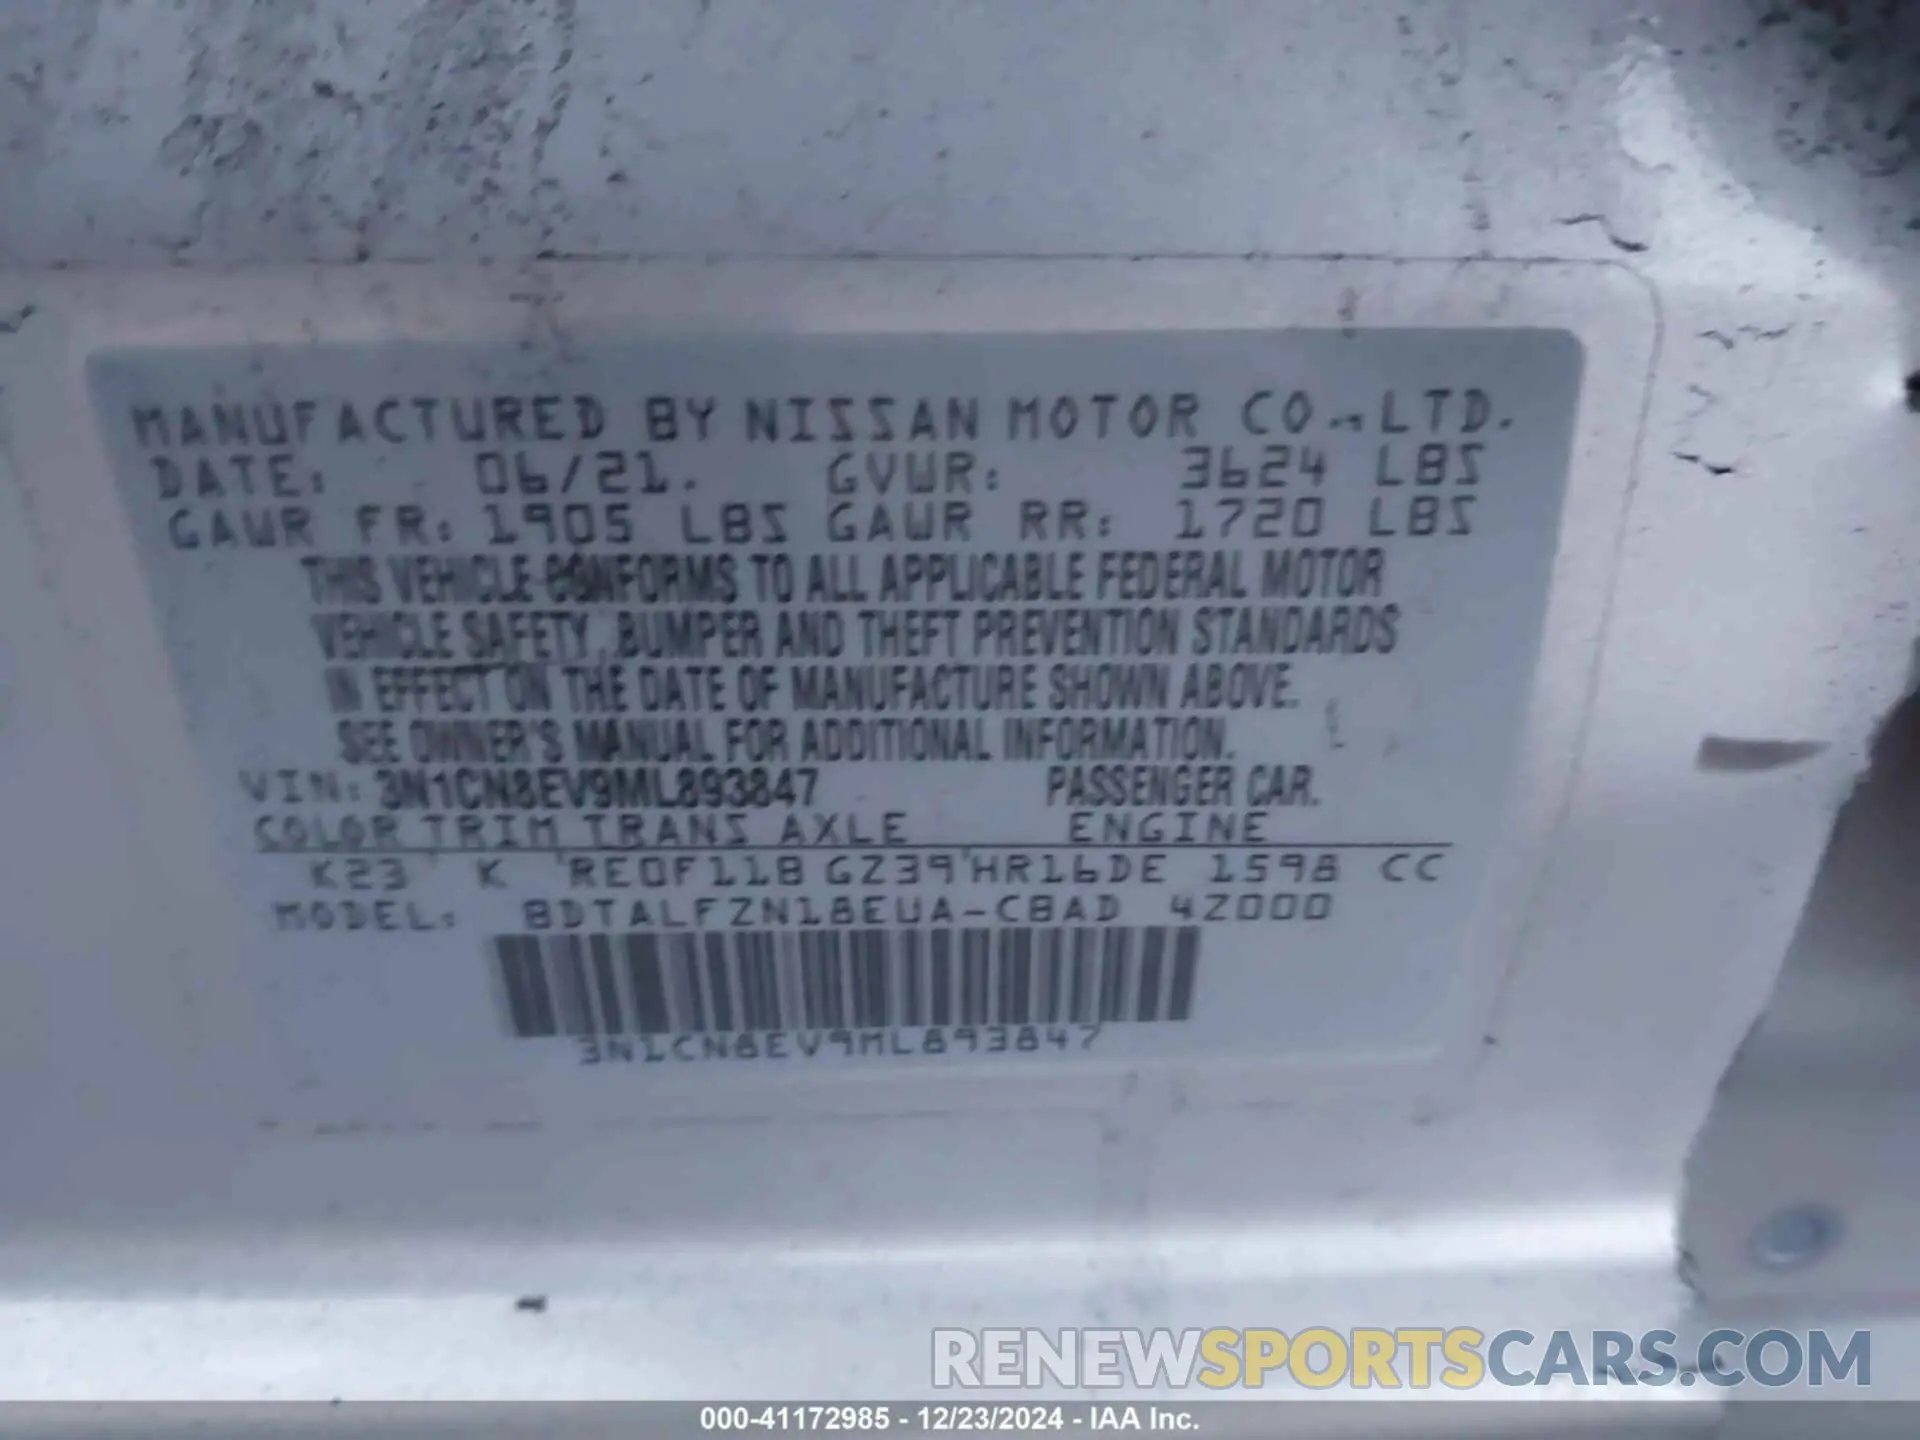 MANUFACTURED BY NISSAN MOTOR CO., LTD.
DATE: 06/21. GVWR: 3624 LBS
GAWR FR: 1905 LBS GAWR RR: 1720 LBS
THIS VEHICLE CONFORMS TO ALL APPLICABLE FEDERAL MOTOR
VEHICLE SAFETY, BUMPER AND THEFT PREVENTION STANDARDS
IN EFFECT ON THE DATE OF MANUFACTURE SHOWN ABOVE.
SEE OWNER'S MANUAL FOR ADDITIONAL INFORMATION.
VIN: 3N1CN8EV9ML893847 PASSENGER CAR.
COLOR TRIM TRANS AXLE ENGINE
K23 K RE0F11B GZ39 HR16DE 1598 CC
MODEL: BDTALFZN18EUA-CBAD 4Z000
3N1CN8EV9ML893847
RENEWSPORTSCARS.COM
000-41172985 - 12/23/2024 - IAA Inc.